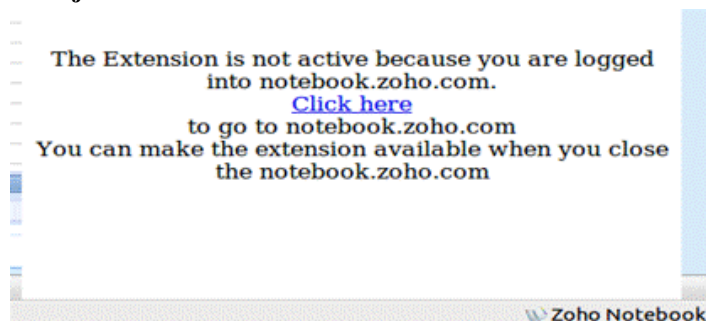 The Extension is not active because you are logged
into notebook.zoho.com.
Click here
to go to notebook.zoho.com
You can make the extension available when you close
the notebook.zoho.com
Zoho Notebook